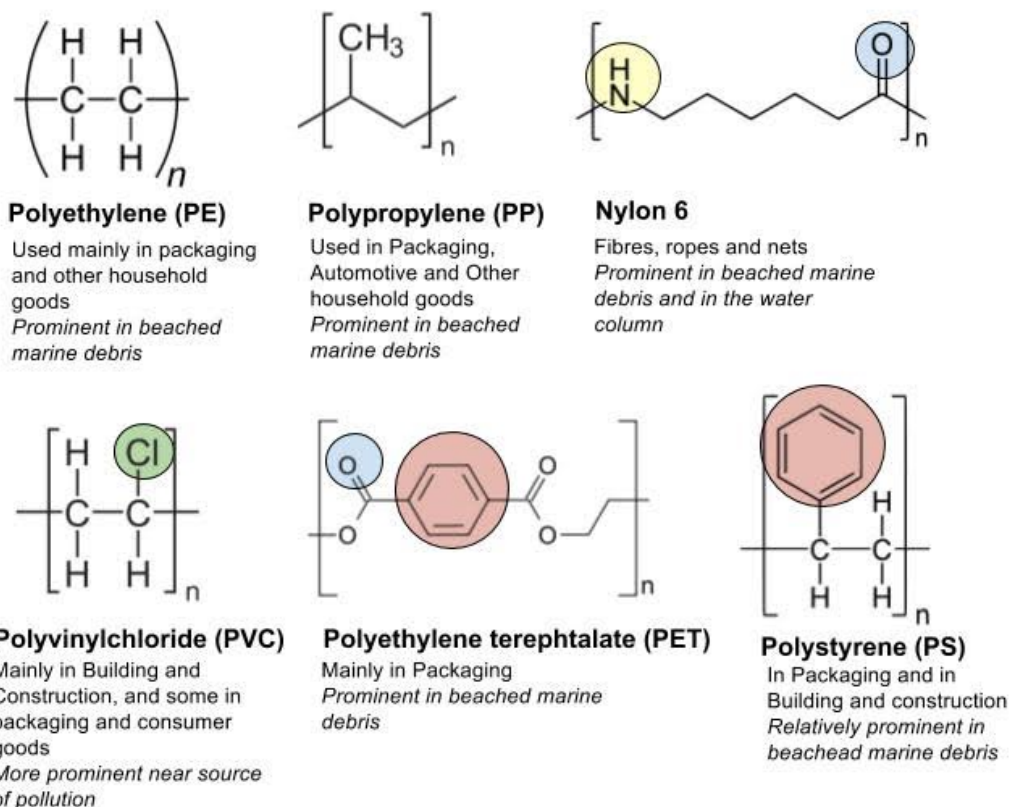 H H
C C
H H
n
Polyethylene (PE)
Used mainly in packaging
and other household
goods
Prominent in beached
marine debris
CH3
n
Polypropylene (PP)
Used in Packaging,
Automotive and Other
household goods
Prominent in beached
marine debris
H
N
O
n
Nylon 6
Fibres, ropes and nets
Prominent in beached marine
debris and in the water
column
H Cl
C C
H H
n
Polyvinylchloride (PVC)
Mainly in Building and
Construction, and some in
packaging and consumer
goods
More prominent near source
of pollution
O O
O O
n
Polyethylene terephtalate (PET)
Mainly in Packaging
Prominent in beached marine
debris
H
C C
H H
n
Polystyrene (PS)
In Packaging and in
Building and construction
Relatively prominent in
beachead marine debris